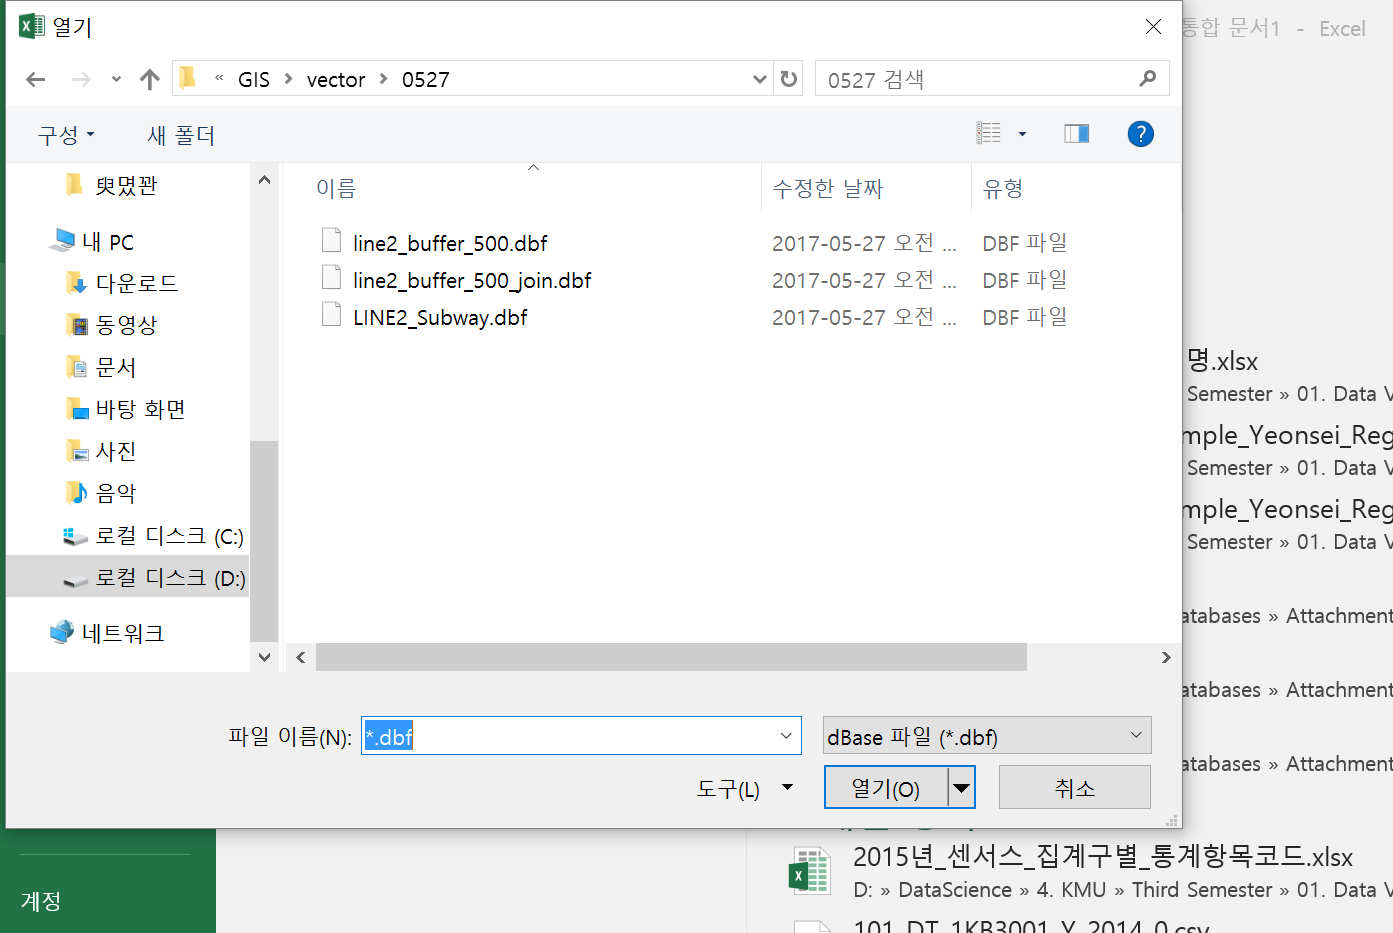 열기
통합 문서1 - Excel
« GIS > vector > 0527
0527 검색
구성
새 폴더
?
이름
수정한 날짜
유형
내 PC
다운로드
동영상
문서
바탕 화면
사진
음악
로컬 디스크 (C:)
로컬 디스크 (D:)
네트워크
line2_buffer_500.dbf 2017-05-27 오전 ... DBF 파일
line2_buffer_500_join.dbf 2017-05-27 오전 ... DBF 파일
LINE2_Subway.dbf 2017-05-27 오전 ... DBF 파일
명.xlsx
Semester » 01. Data V
mple_Yeonsei_Reg
Semester » 01. Data V
mple_Yeonsei_Reg
Semester » 01. Data V
atabases » Attachment
atabases » Attachment
atabases » Attachment
파일 이름(N): *.dbf
dBase 파일 (*.dbf)
도구(L)
열기(O)
취소
2015년_센서스_집계구별_통계항목코드.xlsx
D: » DataScience » 4. KMU » Third Semester » 01. Data V
계정
101_DT_1KB3001_Y_2014_0.csv